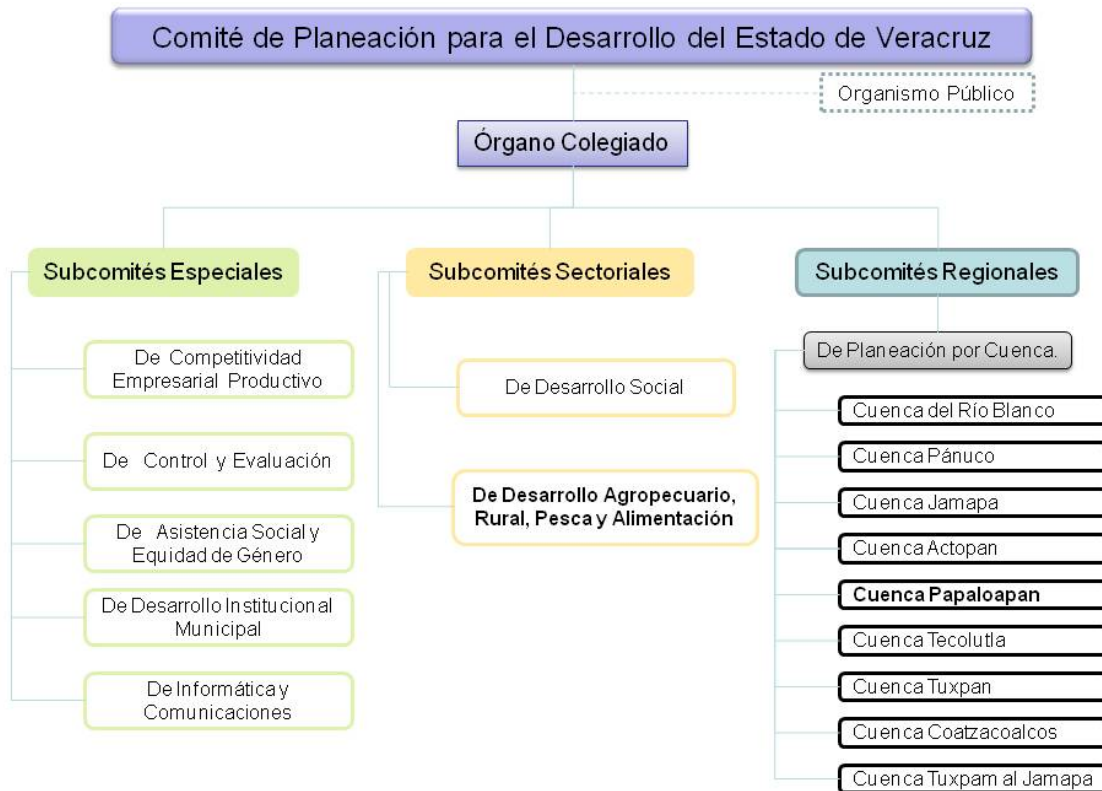 Comité de Planeación para el Desarrollo del Estado de Veracruz
Organismo Público
Órgano Colegiado
Subcomités Especiales
De Competitividad
Empresarial Productivo
De Control y Evaluación
De Asistencia Social y
Equidad de Género
De Desarrollo Institucional
Municipal
De Informática y
Comunicaciones
Subcomités Sectoriales
De Desarrollo Social
De Desarrollo Agropecuario,
Rural, Pesca y Alimentación
Subcomités Regionales
De Planeación por Cuenca.
Cuenca del Río Blanco
Cuenca Pánuco
Cuenca Jamapa
Cuenca Actopan
Cuenca Papaloapan
Cuenca Tecolutla
Cuenca Tuxpan
Cuenca Coatzacoalcos
Cuenca Tuxpam al Jamapa